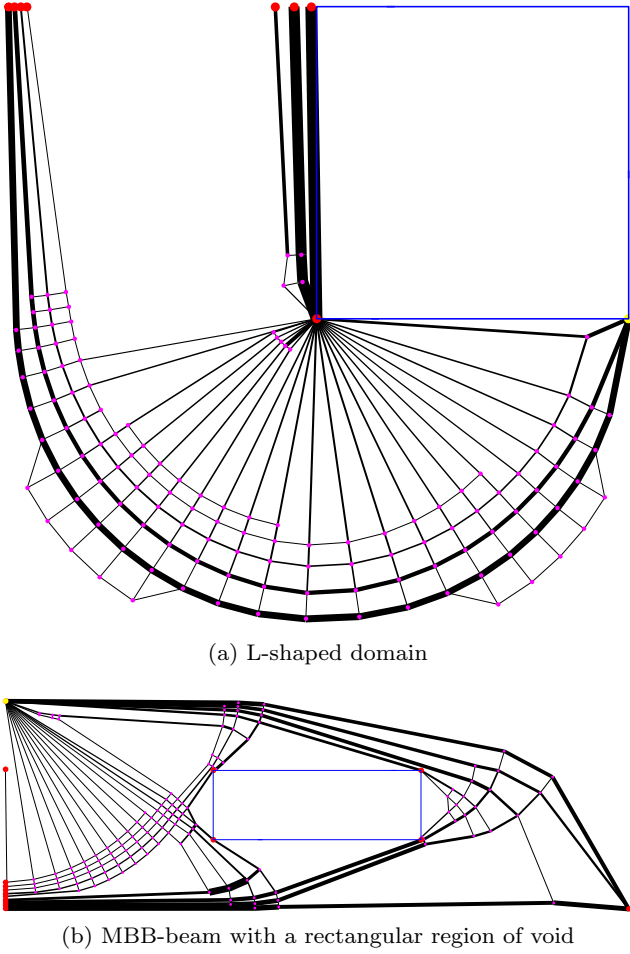 (a) L-shaped domain
(b) MBB-beam with a rectangular region of void